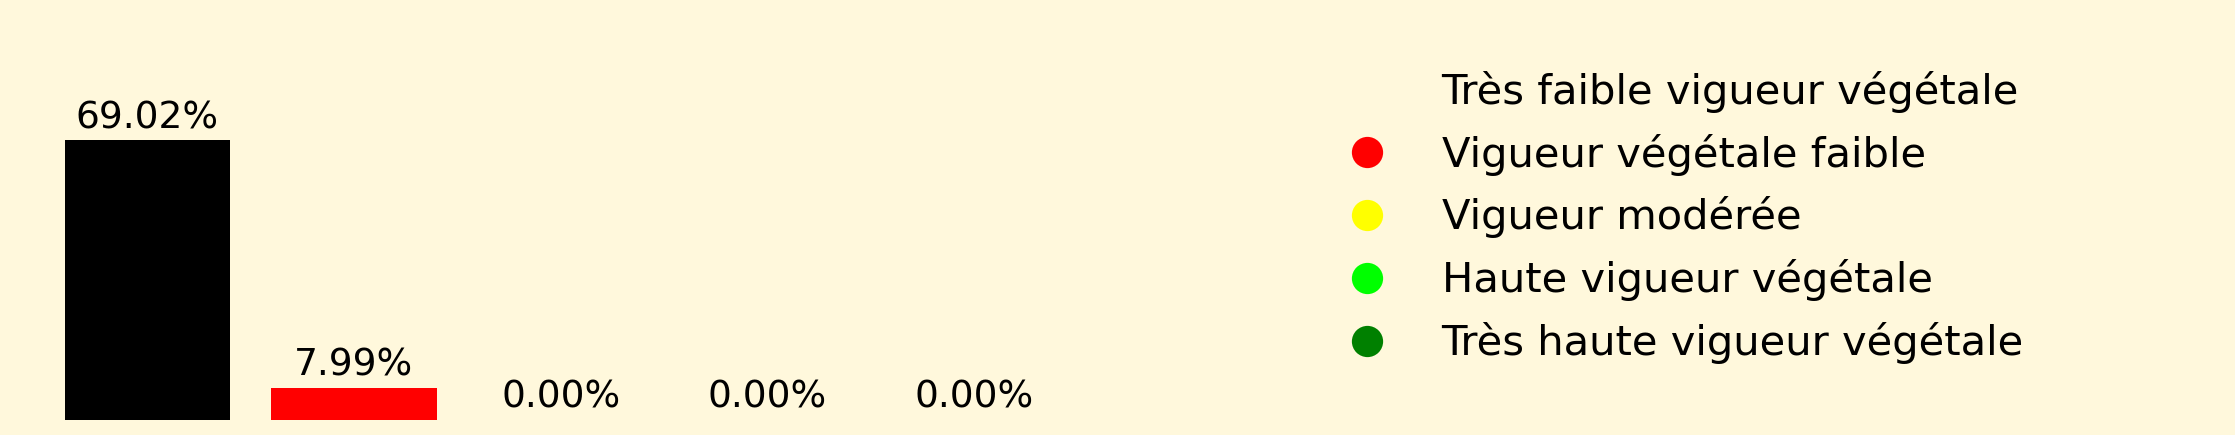 69.02%
7.99%
0.00%
0.00%
0.00%
Très faible vigueur végétale
Vigueur végétale faible
Vigueur modérée
Haute vigueur végétale
Très haute vigueur végétale